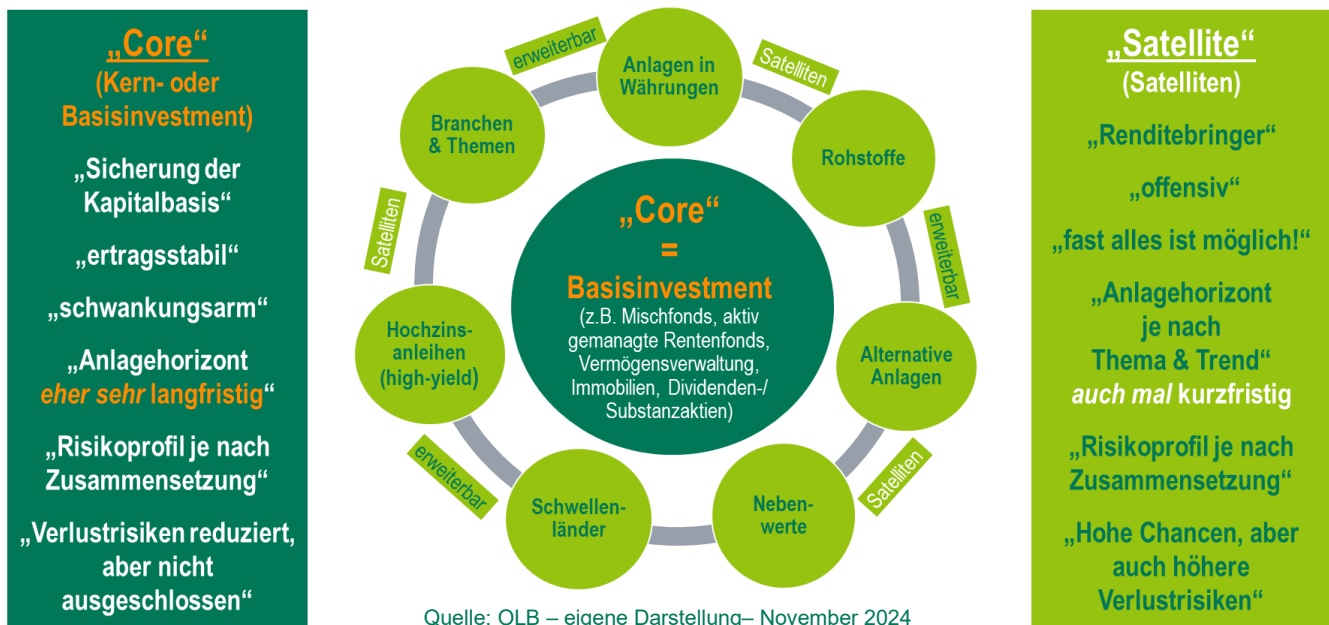 „Core“
(Kern- oder
Basisinvestment)
„Sicherung der
Kapitalbasis“
„ertragsstabil“
„schwankungsarm“
„Anlagehorizont
eher sehr langfristig“
„Risikoprofil je nach
Zusammensetzung“
„Verlustrisiken reduziert,
aber nicht
ausgeschlossen“
erweiterbar
Anlagen in
Währungen
Satelliten
Rohstoffe
erweiterbar
Alternative
Anlagen
Satelliten
Neben-
werte
Schwellen-
länder
erweiterbar
Hochzins-
anleihen
(high-yield)
Satelliten
Branchen
& Themen
„Core“
=
Basisinvestment
(z.B. Mischfonds, aktiv
gemanagte Rentenfonds,
Vermögensverwaltung,
Immobilien, Dividenden-/
Substanzaktien)
Quelle: OLB – eigene Darstellung– November 2024
„Satellite“
(Satelliten)
„Renditebringer“
„offensiv“
„fast alles ist möglich!“
„Anlagehorizont
je nach
Thema & Trend“
auch mal kurzfristig
„Risikoprofil je nach
Zusammensetzung“
„Hohe Chancen, aber
auch höhere
Verlustrisiken“